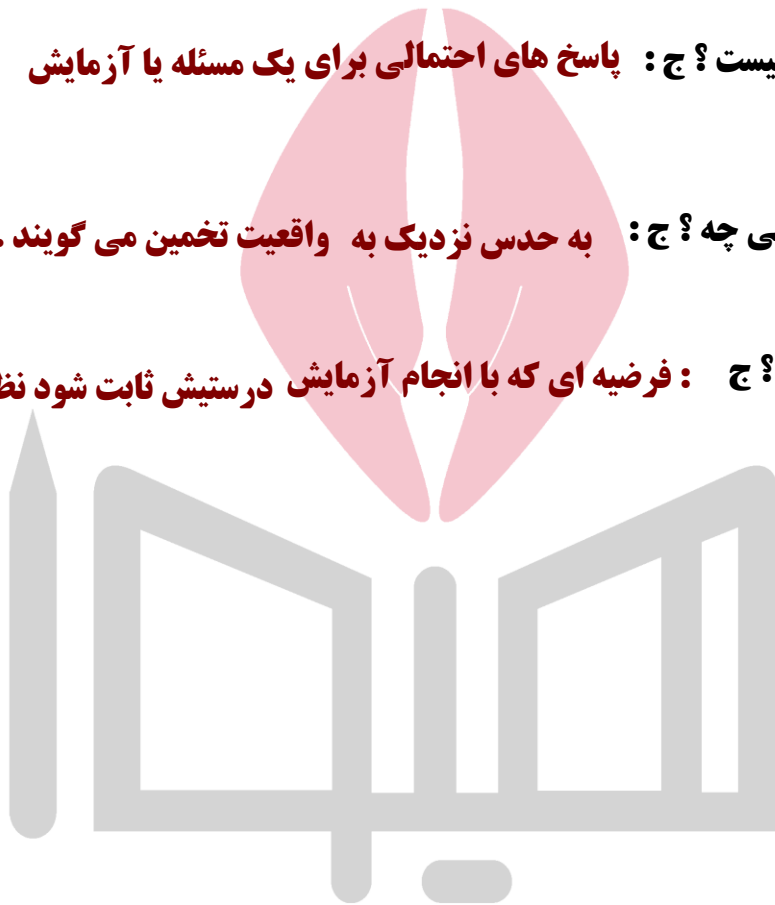 یست ؟ ج : پاسخ های احتمالی برای یک مسئله یا آزمایش
ی چه ؟ ج : به حدس نزدیک به واقعیت تخمین می گویند .
؟ ج : فرضیه ای که با انجام آزمایش درستیش ثابت شود نظ